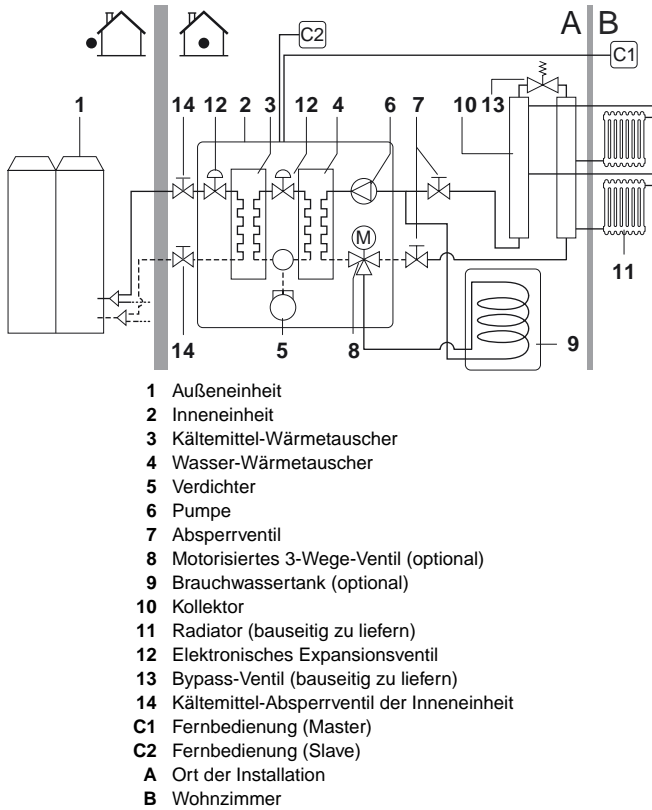 A B
C2
C1
1 14 12 2 3 12 4 6 7 10 13
M
11
14 5 8 9
1 Außeneinheit
2 Inneneinheit
3 Kältemittel-Wärmetauscher
4 Wasser-Wärmetauscher
5 Verdichter
6 Pumpe
7 Absperrventil
8 Motorisiertes 3-Wege-Ventil (optional)
9 Brauchwassertank (optional)
10 Kollektor
11 Radiator (bauseitig zu liefern)
12 Elektronisches Expansionsventil
13 Bypass-Ventil (bauseitig zu liefern)
14 Kältemittel-Absperrventil der Inneneinheit
C1 Fernbedienung (Master)
C2 Fernbedienung (Slave)
A Ort der Installation
B Wohnzimmer